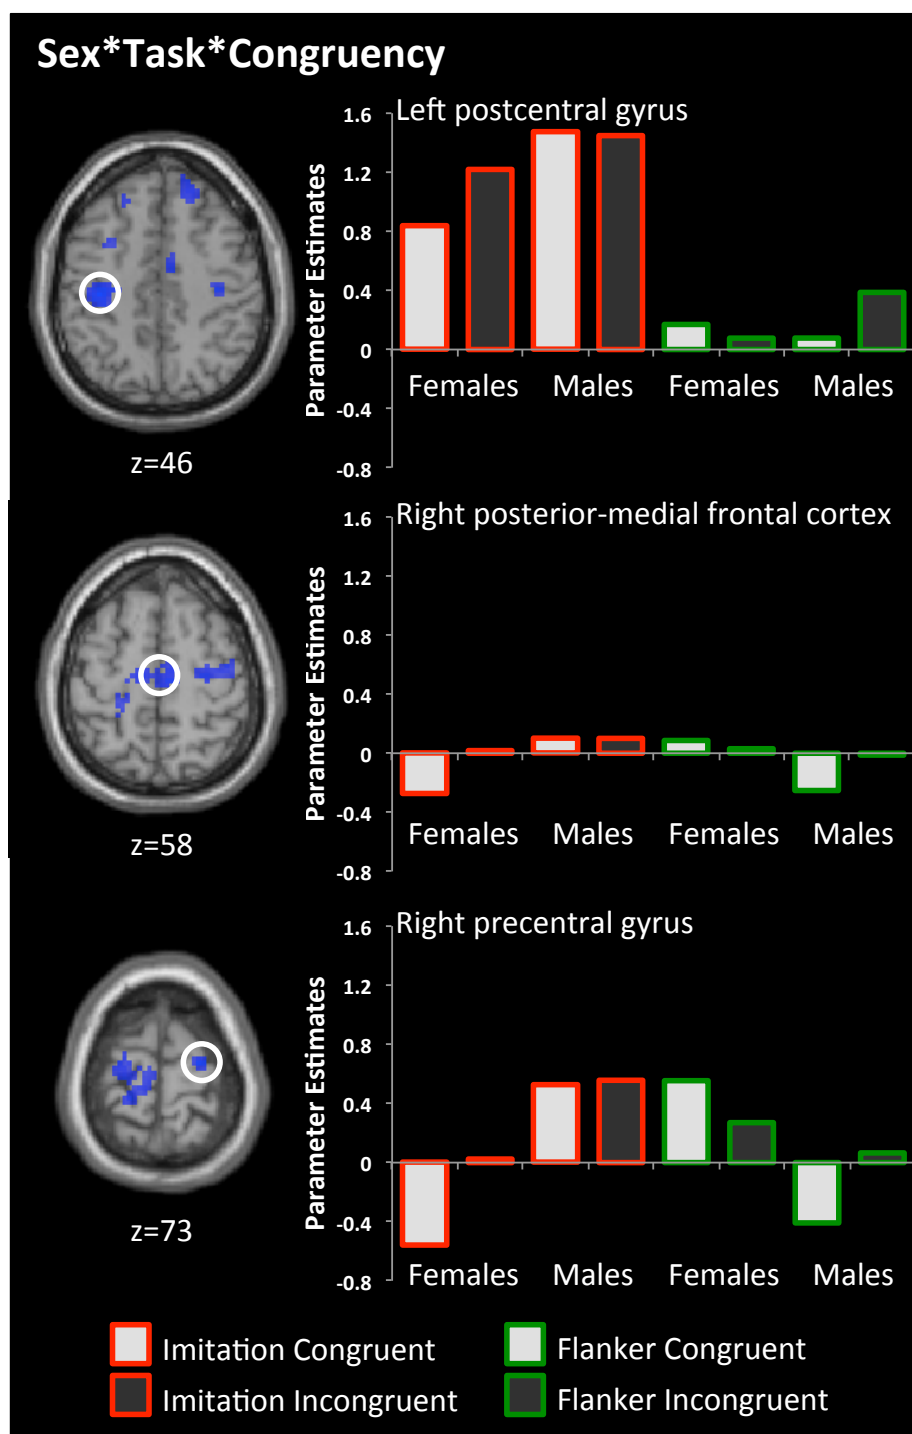 Sex*Task*Congruency
Left postcentral gyrus
Parameter Estimates
1.6
1.2
0.8
0.4
0
-0.4
-0.8
Females Males Females Males
z=46
Right posterior-medial frontal cortex
Parameter Estimates
1.6
1.2
0.8
0.4
0
-0.4
-0.8
Females Males Females Males
z=58
Right precentral gyrus
Parameter Estimates
1.6
1.2
0.8
0.4
0
-0.4
-0.8
Females Males Females Males
z=73
Imitation Congruent
Flanker Congruent
Imitation Incongruent
Flanker Incongruent